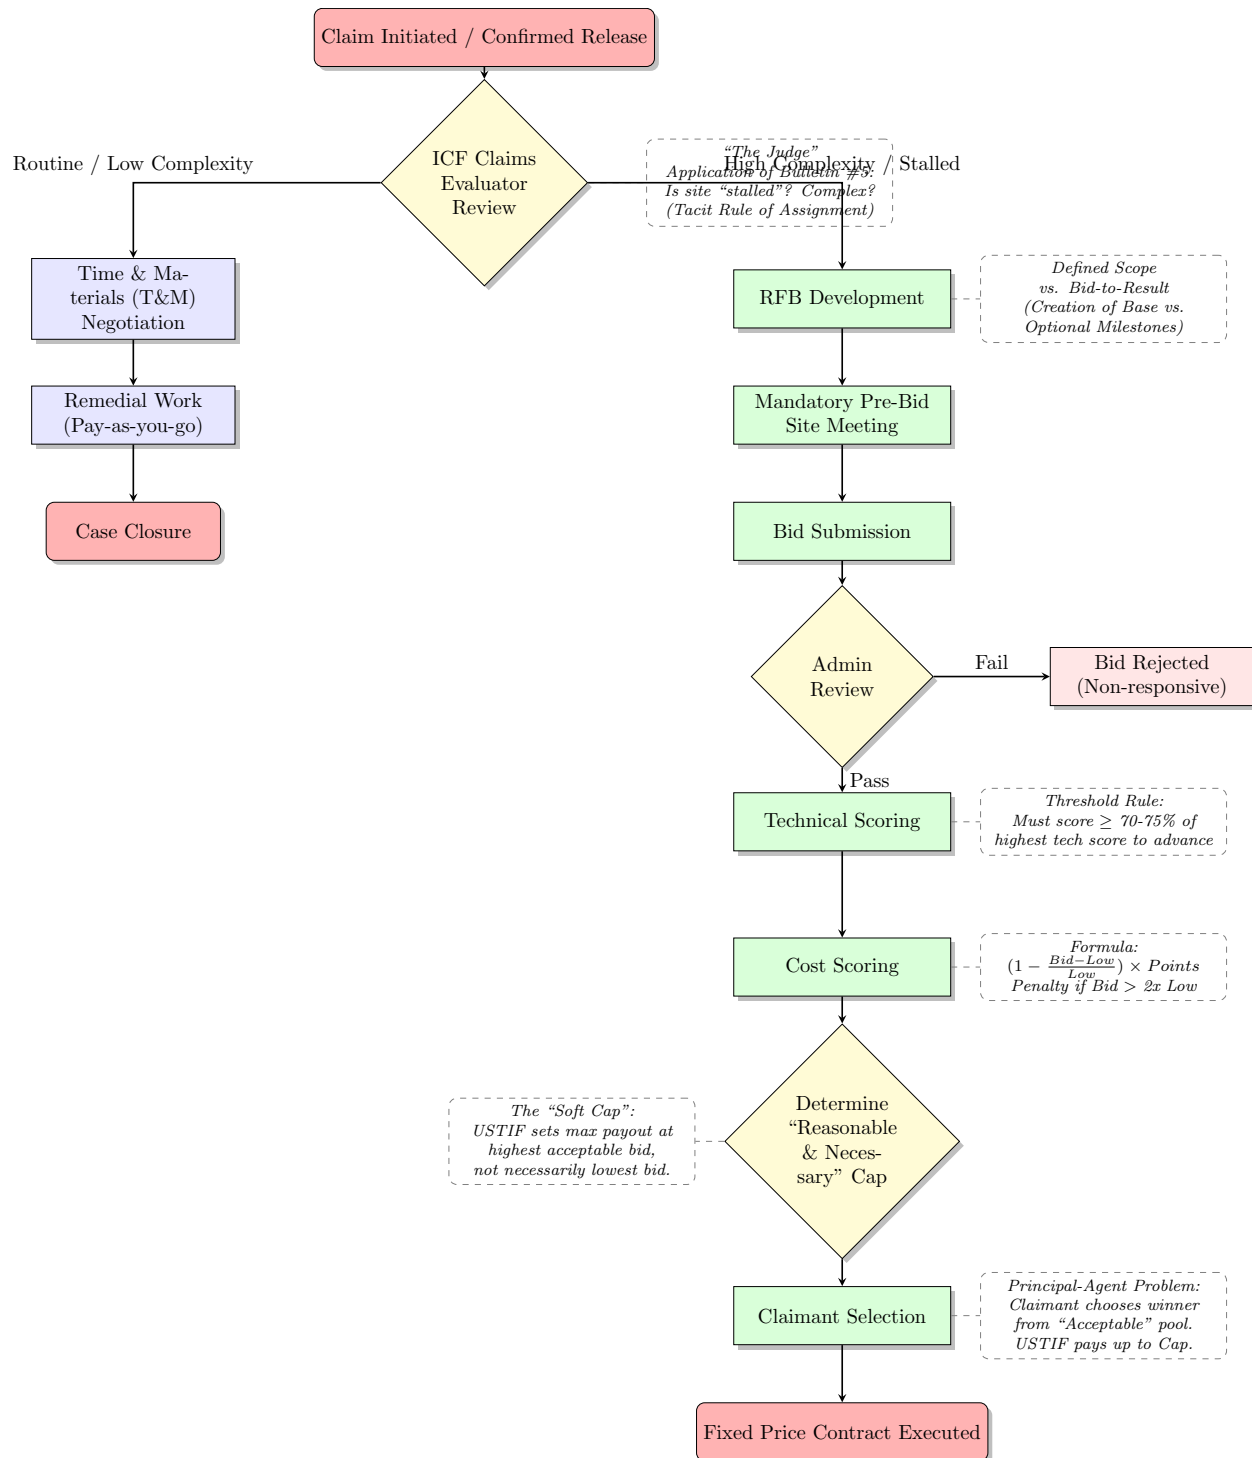 Claim Initiated / Confirmed Release
ICF Claims
Evaluator
Review
Routine / Low Complexity
High Complexity / Stalled
“The Judge”
Application of Bulletin #5:
Is site “stalled”? Complex?
(Tacit Rule of Assignment)
Time & Ma-
terials (T&M)
Negotiation
Remedial Work
(Pay-as-you-go)
Case Closure
RFB Development
Defined Scope
vs. Bid-to-Result
(Creation of Base vs.
Optional Milestones)
Mandatory Pre-Bid
Site Meeting
Bid Submission
Admin
Review
Fail
Bid Rejected
(Non-responsive)
Pass
Technical Scoring
Threshold Rule:
Must score ≥ 70-75% of
highest tech score to advance
Cost Scoring
Formula:
(1 − \frac{Bid−Low}{Low}) × Points
Penalty if Bid > 2x Low
Determine
“Reasonable
& Neces-
sary” Cap
The “Soft Cap”:
USTIF sets max payout at
highest acceptable bid,
not necessarily lowest bid.
Claimant Selection
Principal-Agent Problem:
Claimant chooses winner
from “Acceptable” pool.
USTIF pays up to Cap.
Fixed Price Contract Executed